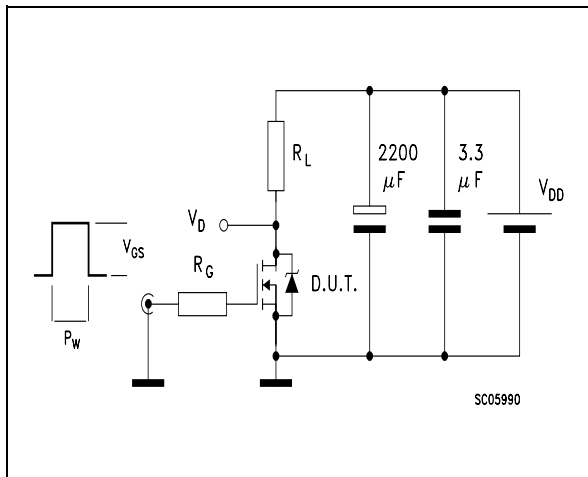 R_L
2200
μF
3.3
μF
V_DD
V_D
V_GS
R_G
D.U.T.
P_W
SC05990